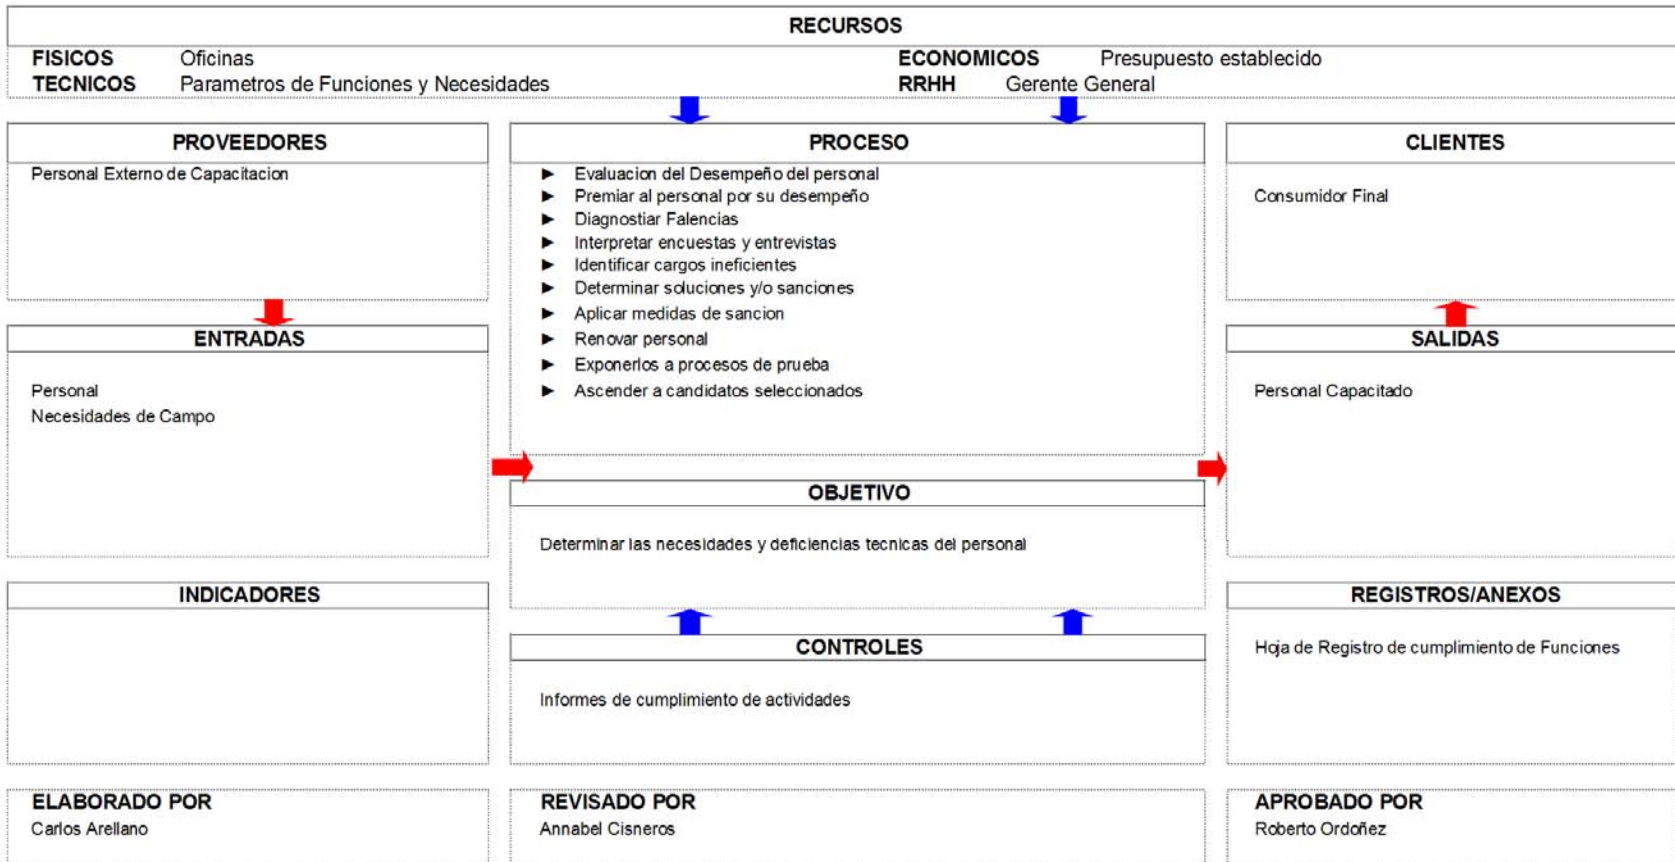 RECURSOS
FISICOS Oficinas ECONOMICOS Presupuesto establecido
TECNICOS Parametros de Funciones y Necesidades RRHH Gerente General
PROVEEDORES
Personal Externo de Capacitacion
ENTRADAS
Personal
Necesidades de Campo
INDICADORES
PROCESO
► Evaluacion del Desempeño del personal
► Premiar al personal por su desempeño
► Diagnostiar Falencias
► Interpretar encuestas y entrevistas
► Identificar cargos ineficientes
► Determinar soluciones y/o sanciones
► Aplicar medidas de sancion
► Renovar personal
► Exponerlos a procesos de prueba
► Ascender a candidatos seleccionados
OBJETIVO
Determinar las necesidades y deficiencias tecnicas del personal
CONTROLES
Informes de cumplimiento de actividades
CLIENTES
Consumidor Final
SALIDAS
Personal Capacitado
REGISTROS/ANEXOS
Hoja de Registro de cumplimiento de Funciones
ELABORADO POR
Carlos Arellano
REVISADO POR
Annabel Cisneros
APROBADO POR
Roberto Ordoñez